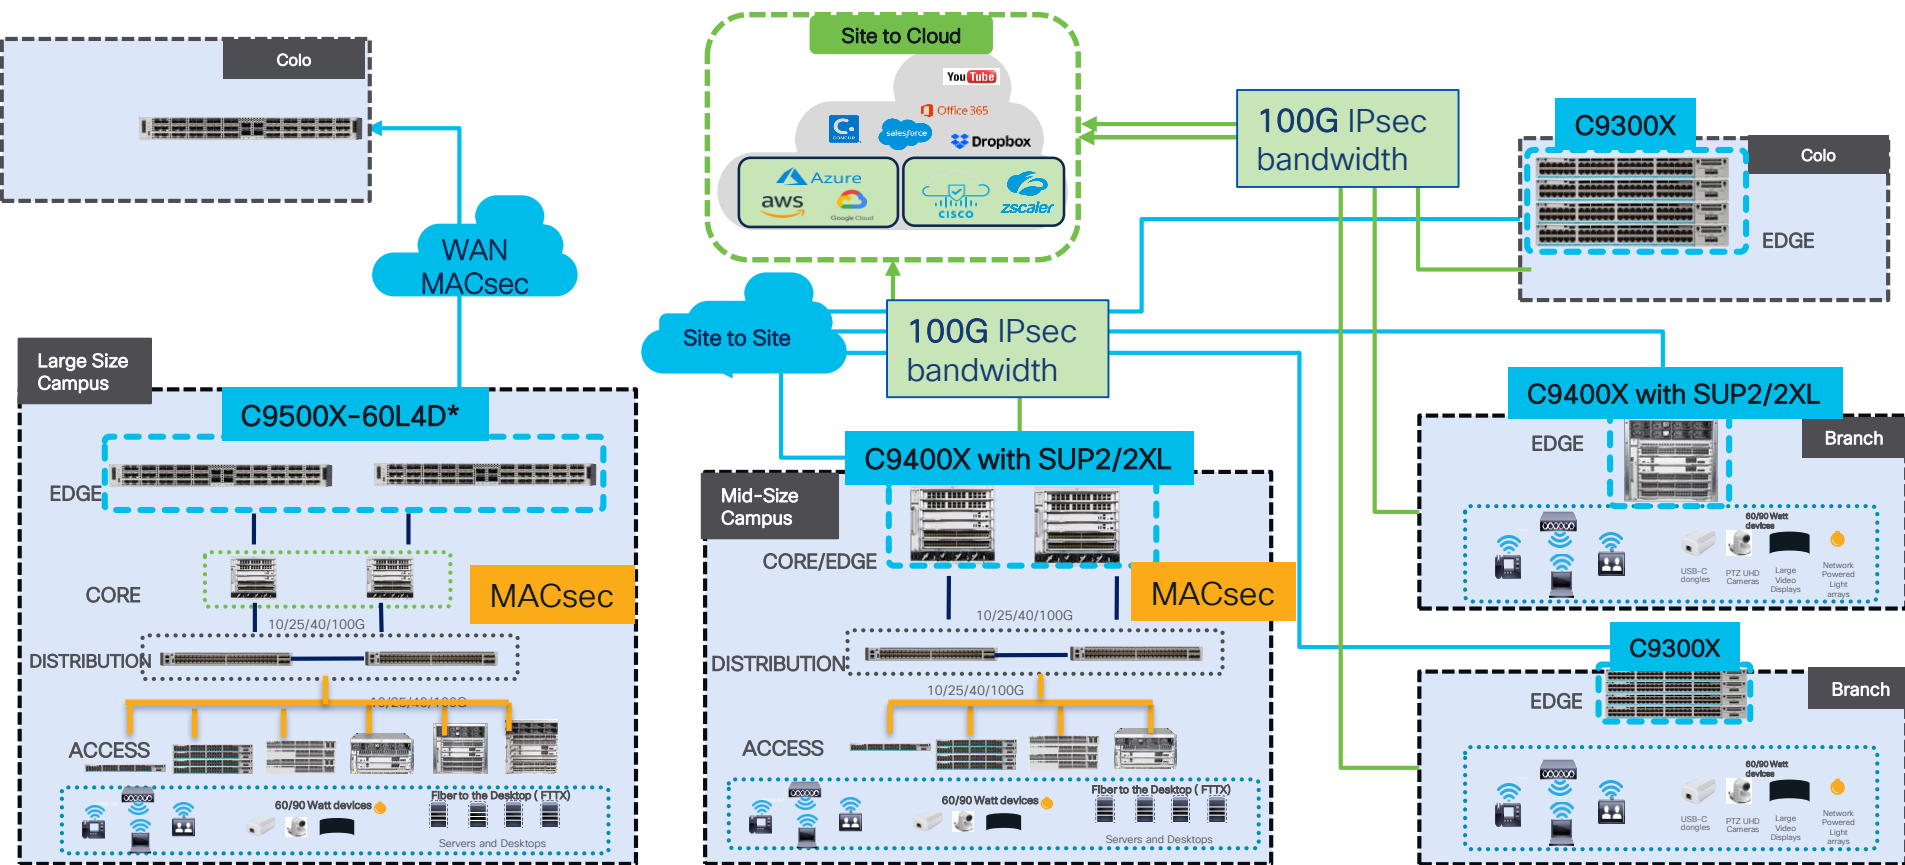 Colo
WAN
MACsec
Large Size
Campus
C9500X-60L4D*
EDGE
CORE
MACsec
10/25/40/100G
DISTRIBUTION
10/25/40/100G
ACCESS
60/90 Watt devices
Fiber to the Desktop ( FTTX)
Servers and Desktops
Site to Cloud
YouTube
Office 365
C.
CONCUR
salesforce
Dropbox
Azure
aws
Google Cloud
CISCO
zscaler
Site to Site
100G IPsec
bandwidth
C9400X with SUP2/2XL
Mid-Size
Campus
CORE/EDGE
MACsec
10/25/40/100G
DISTRIBUTION
10/25/40/100G
ACCESS
60/90 Watt devices
Fiber to the Desktop ( FTTX)
Servers and Desktops
100G IPsec
bandwidth
C9300X
Colo
EDGE
C9400X with SUP2/2XL
EDGE
Branch
60/90 Watt
devices
USB-C
dongles
PTZ UHD
Cameras
Large
Video
Displays
Network
Powered
Light
arrays
C9300X
EDGE
Branch
60/90 Watt
devices
USB-C
dongles
PTZ UHD
Cameras
Large
Video
Displays
Network
Powered
Light
arrays